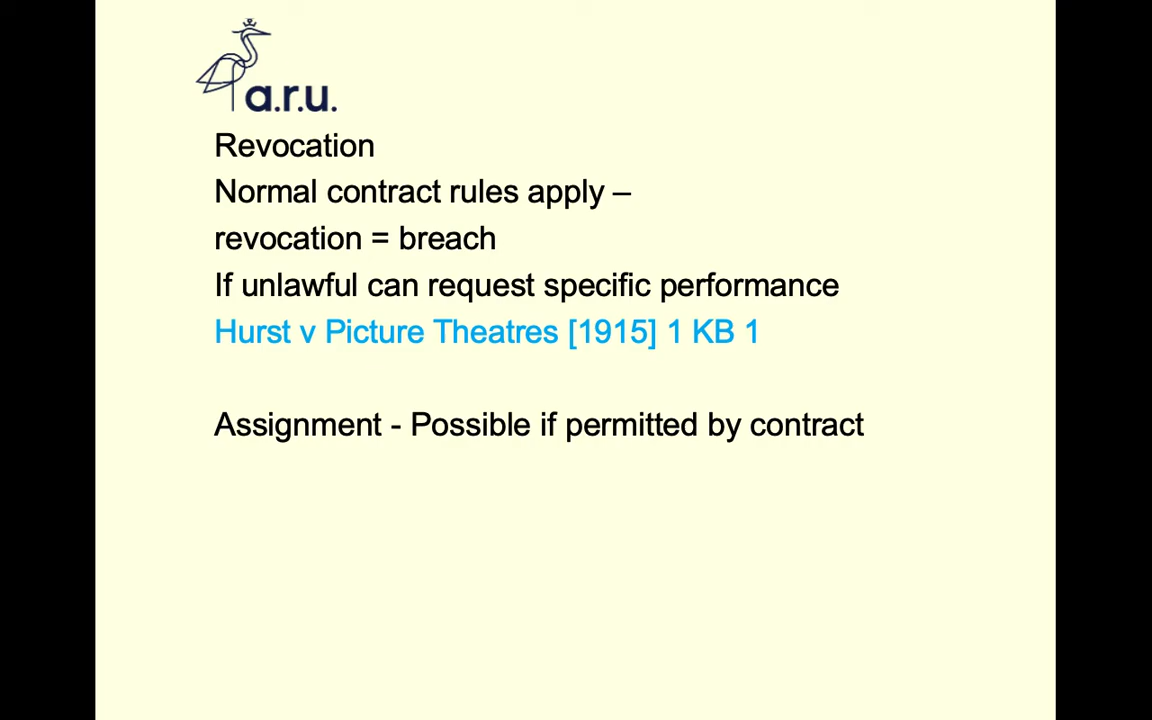 a.r.u.
Revocation
Normal contract rules apply –
revocation = breach
If unlawful can request specific performance
Hurst v Picture Theatres [1915] 1 KB 1
Assignment - Possible if permitted by contract